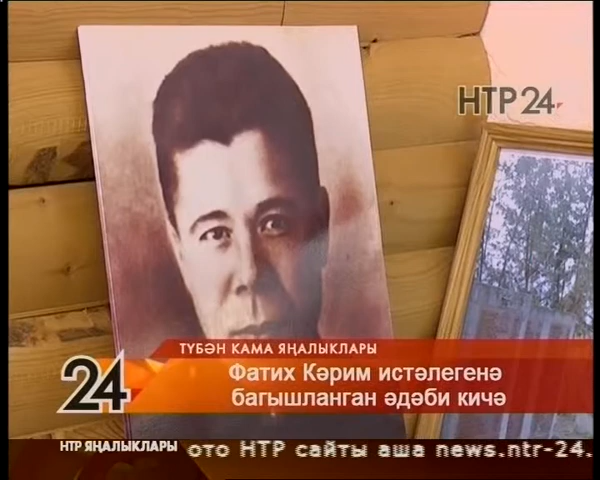 НТР 24
ТҮБӘН КАМА ЯҢАЛЫКЛАРЫ
24
Фатих Кәрим истәлегенә
багышланган әдәби кичә
НТР ЯҢАЛЫКЛАРЫ ото НТР сайты аша news.ntr-24.